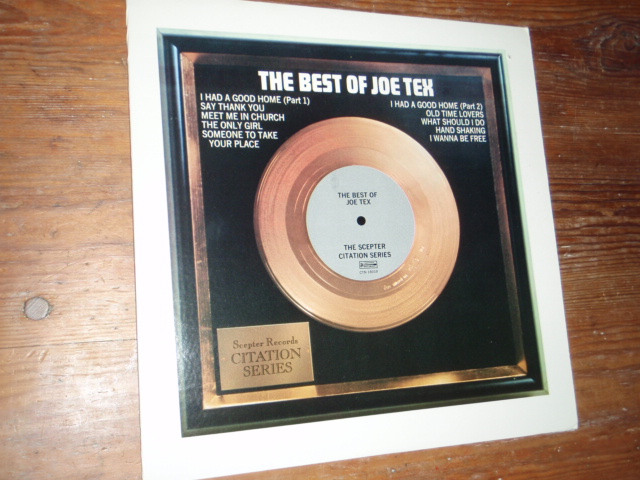 THE BEST OF JOE TEX
I HAD A GOOD HOME (Part 1)
SAY THANK YOU
MEET ME IN CHURCH
THE ONLY GIRL
SOMEONE TO TAKE
YOUR PLACE
I HAD A GOOD HOME (Part 2)
OLD TIME LOVERS
WHAT SHOULD I DO
HAND SHAKING
I WANNA BE FREE
THE BEST OF
JOE TEX
THE SCEPTER
CITATION SERIES
Scepter Records
CITATION
SERIES